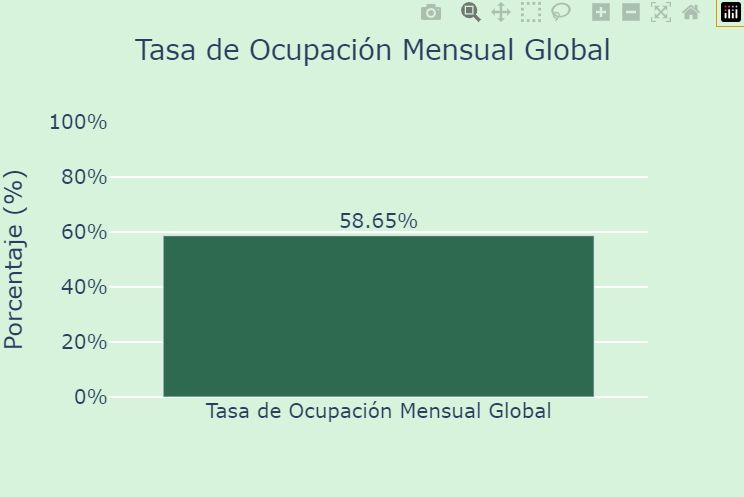 Tasa de Ocupación Mensual Global
100%
80%
60%
40%
20%
0%
Porcentaje (%)
58.65%
Tasa de Ocupación Mensual Global